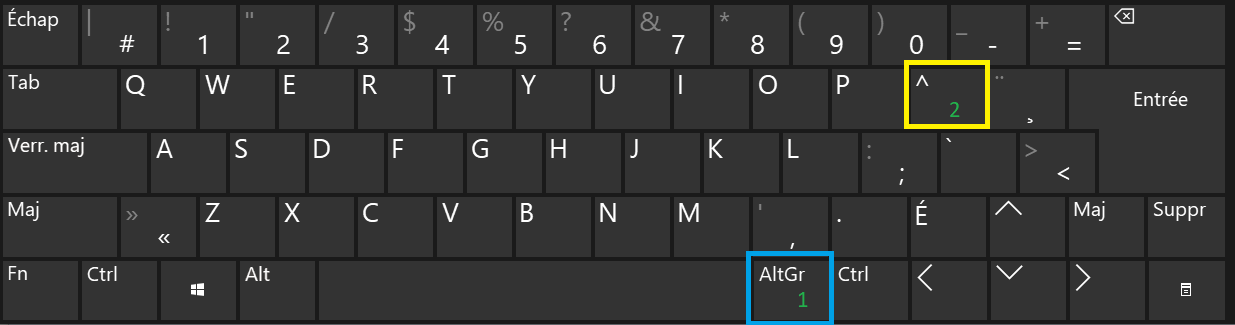 Échap | # ! 1 " 2 / 3 $ 4 % 5 ? 6 & 7 * 8 ( 9 ) 0 _ - + =
Tab Q W E R T Y U I O P ^ 2 ¨ ¸ Entrée
Verr. maj A S D F G H J K L : ; ` > <
Maj » « Z X C V B N M ' , . É Maj Suppr
Fn Ctrl Alt AltGr 1 Ctrl